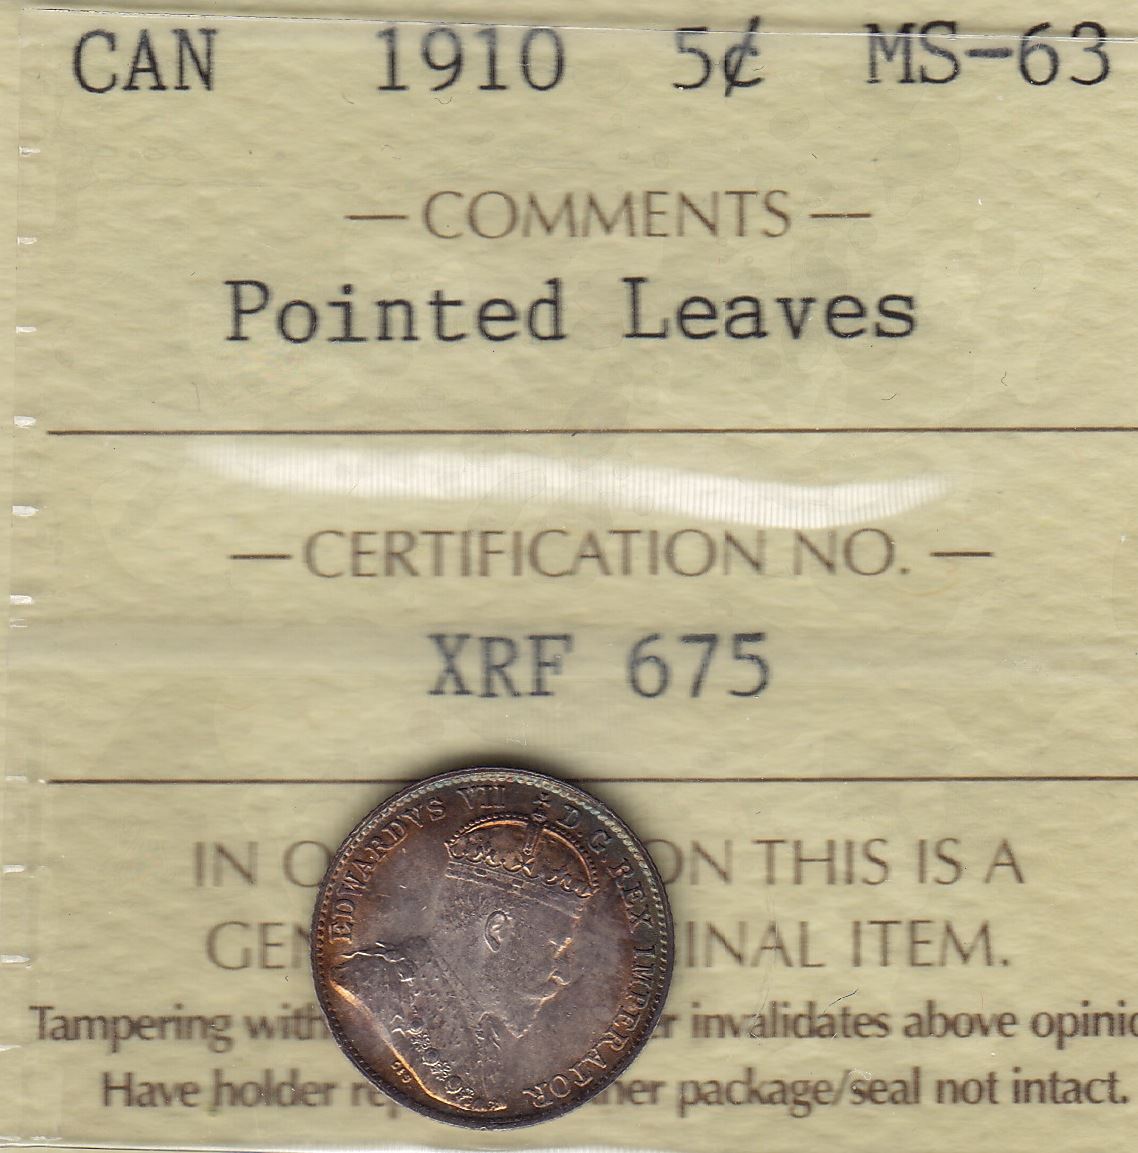 CAN 1910 5¢ MS-63
— COMMENTS —
Pointed Leaves
— CERTIFICATION NO. —
XRF 675
IN O ON THIS IS A
GEN INAL ITEM.
Tampering with r invalidates above opinio
Have holder re ner package/seal not intact.
EDWARDVS VII D. G. REX IMPERATOR